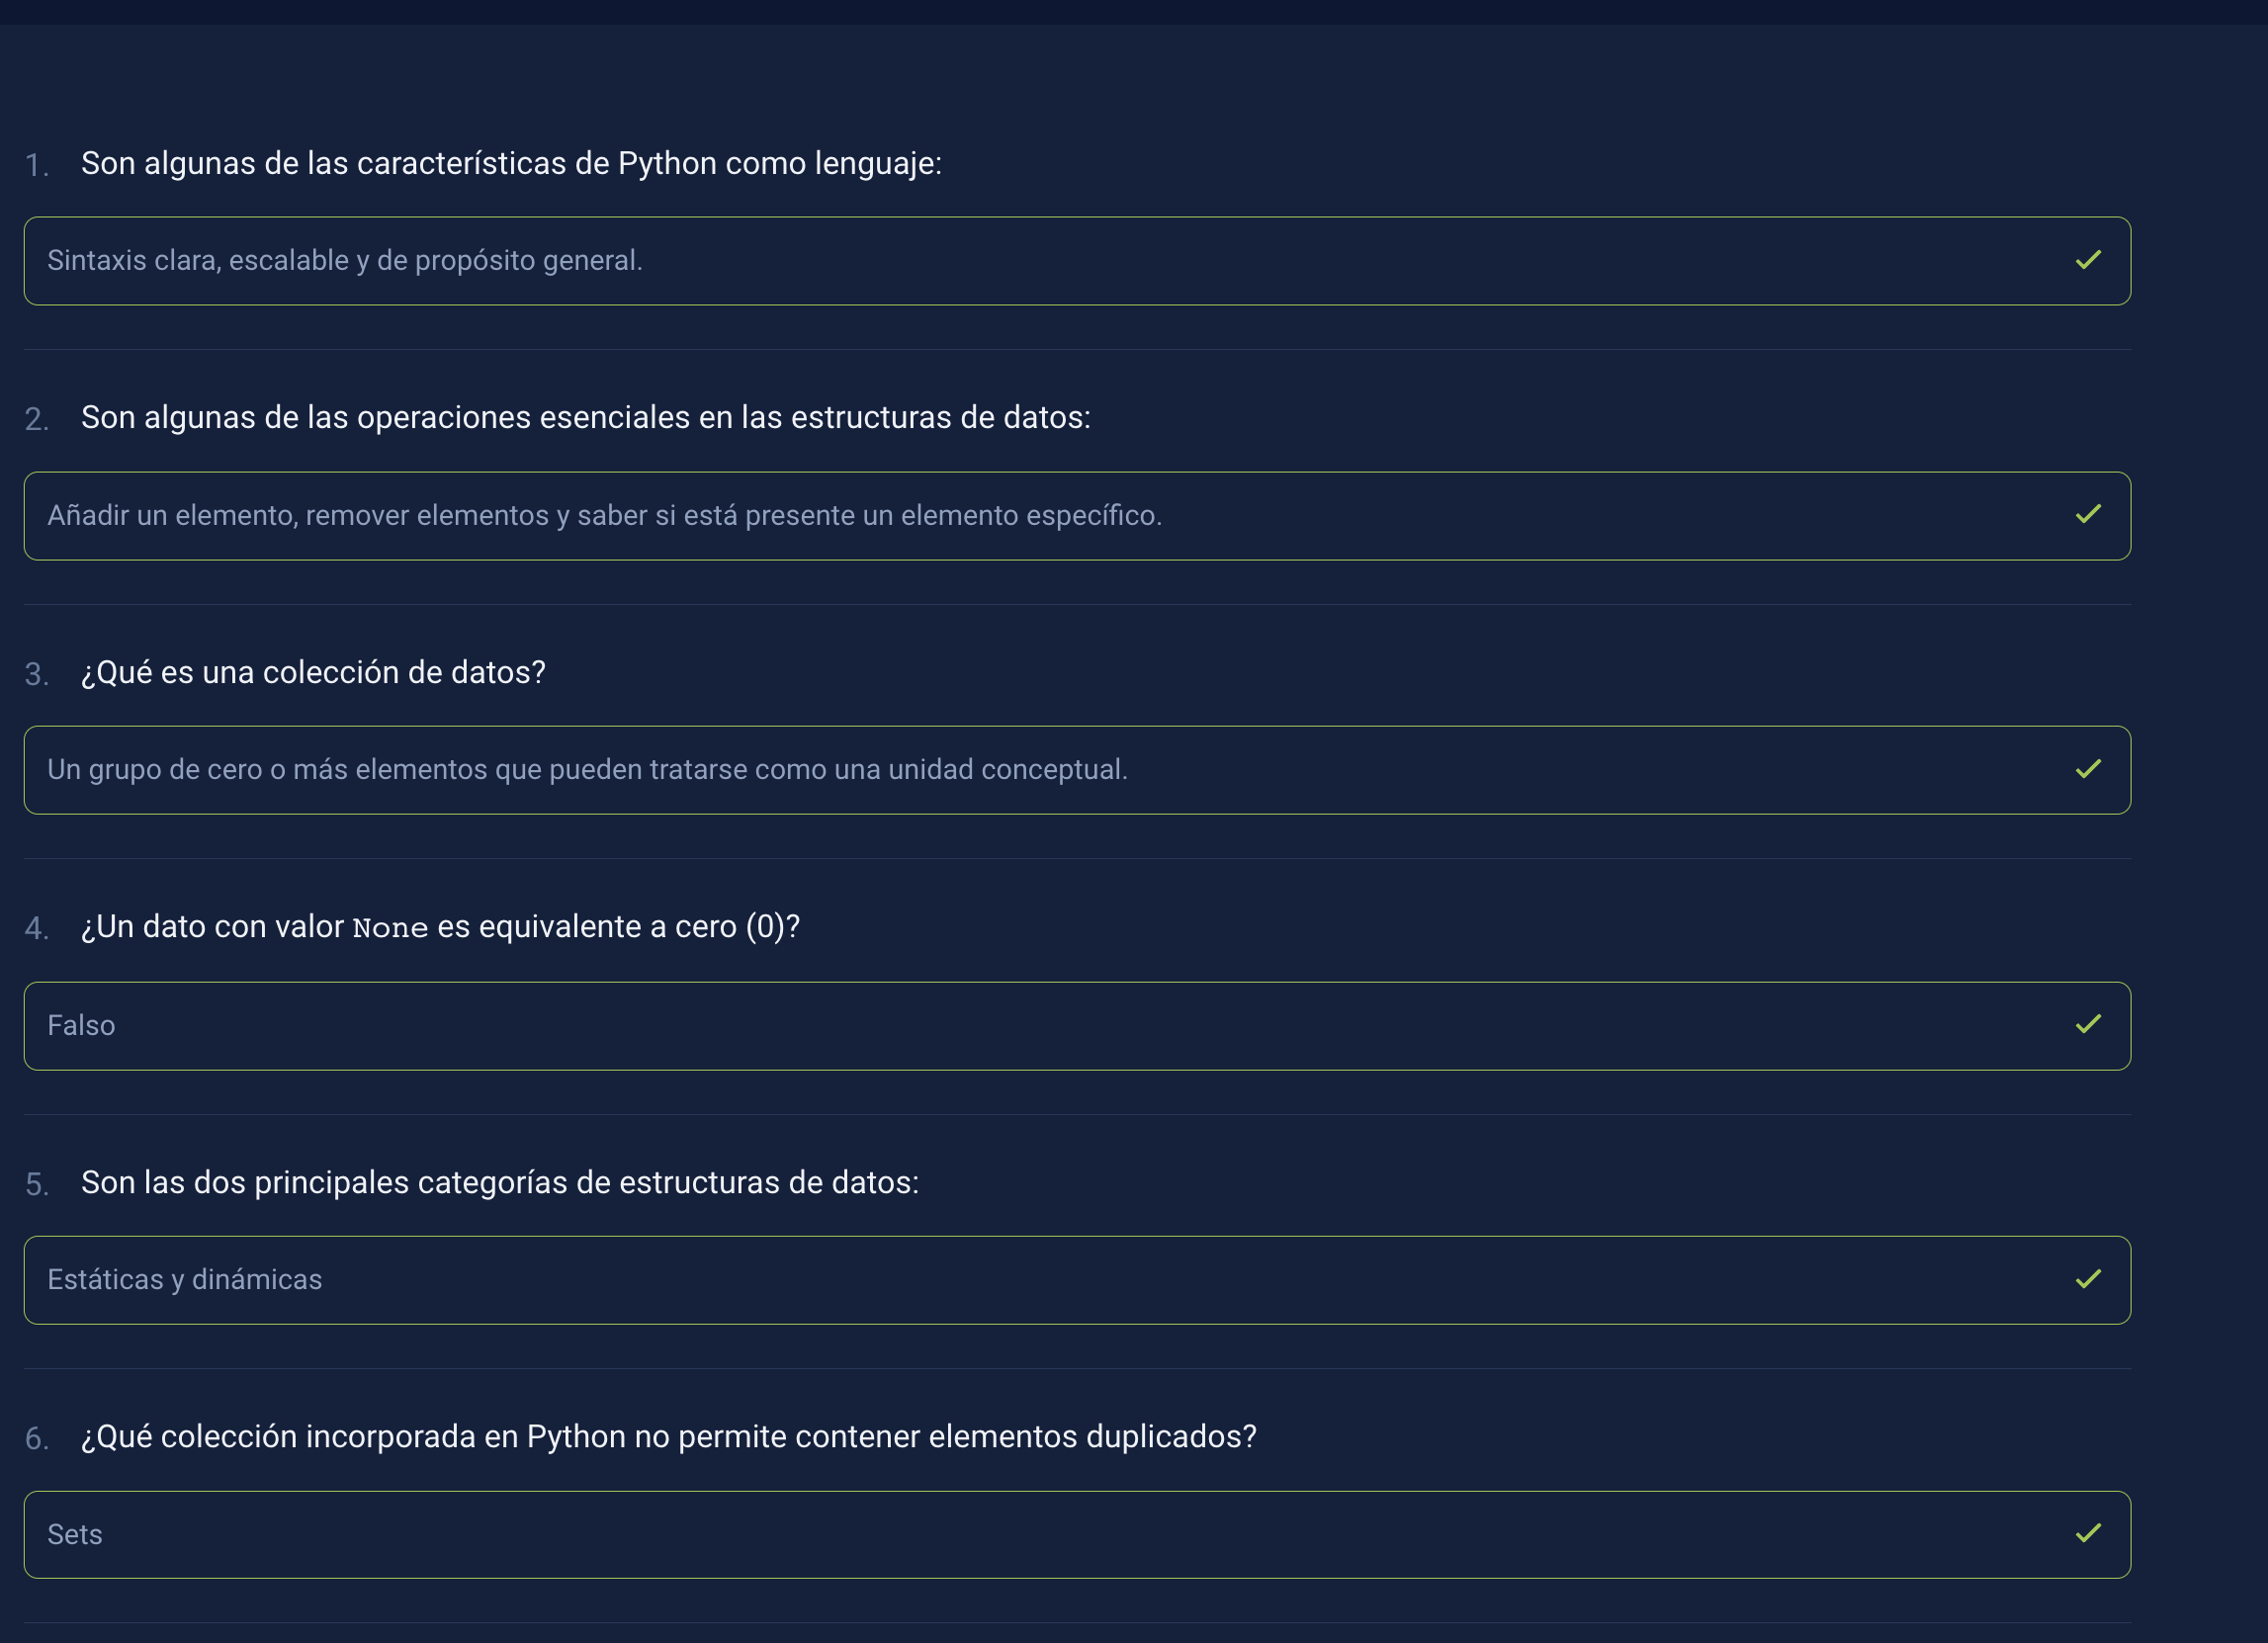 1. Son algunas de las características de Python como lenguaje:
Sintaxis clara, escalable y de propósito general.
2. Son algunas de las operaciones esenciales en las estructuras de datos:
Añadir un elemento, remover elementos y saber si está presente un elemento específico.
3. ¿Qué es una colección de datos?
Un grupo de cero o más elementos que pueden tratarse como una unidad conceptual.
4. ¿Un dato con valor None es equivalente a cero (0)?
Falso
5. Son las dos principales categorías de estructuras de datos:
Estáticas y dinámicas
6. ¿Qué colección incorporada en Python no permite contener elementos duplicados?
Sets